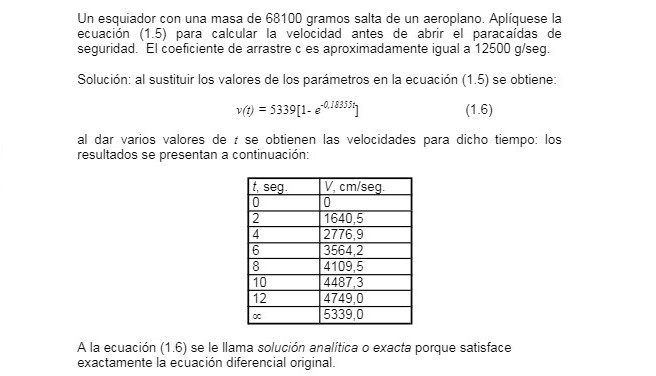 Un esquiador con una masa de 68100 gramos salta de un aeroplano. Aplíquese la
ecuación (1.5) para calcular la velocidad antes de abrir el paracaídas de
seguridad. El coeficiente de arrastre c es aproximadamente igual a 12500 g/seg.
Solución: al sustituir los valores de los parámetros en la ecuación (1.5) se obtiene:
v(t) = 5339[1- e^-0,18355t] (1.6)
al dar varios valores de t se obtienen las velocidades para dicho tiempo: los
resultados se presentan a continuación:
t, seg. V, cm/seg.
0 0
2 1640,5
4 2776,9
6 3564,2
8 4109,5
10 4487,3
12 4749,0
∝ 5339,0
A la ecuación (1.6) se le llama solución analítica o exacta porque satisface
exactamente la ecuación diferencial original.